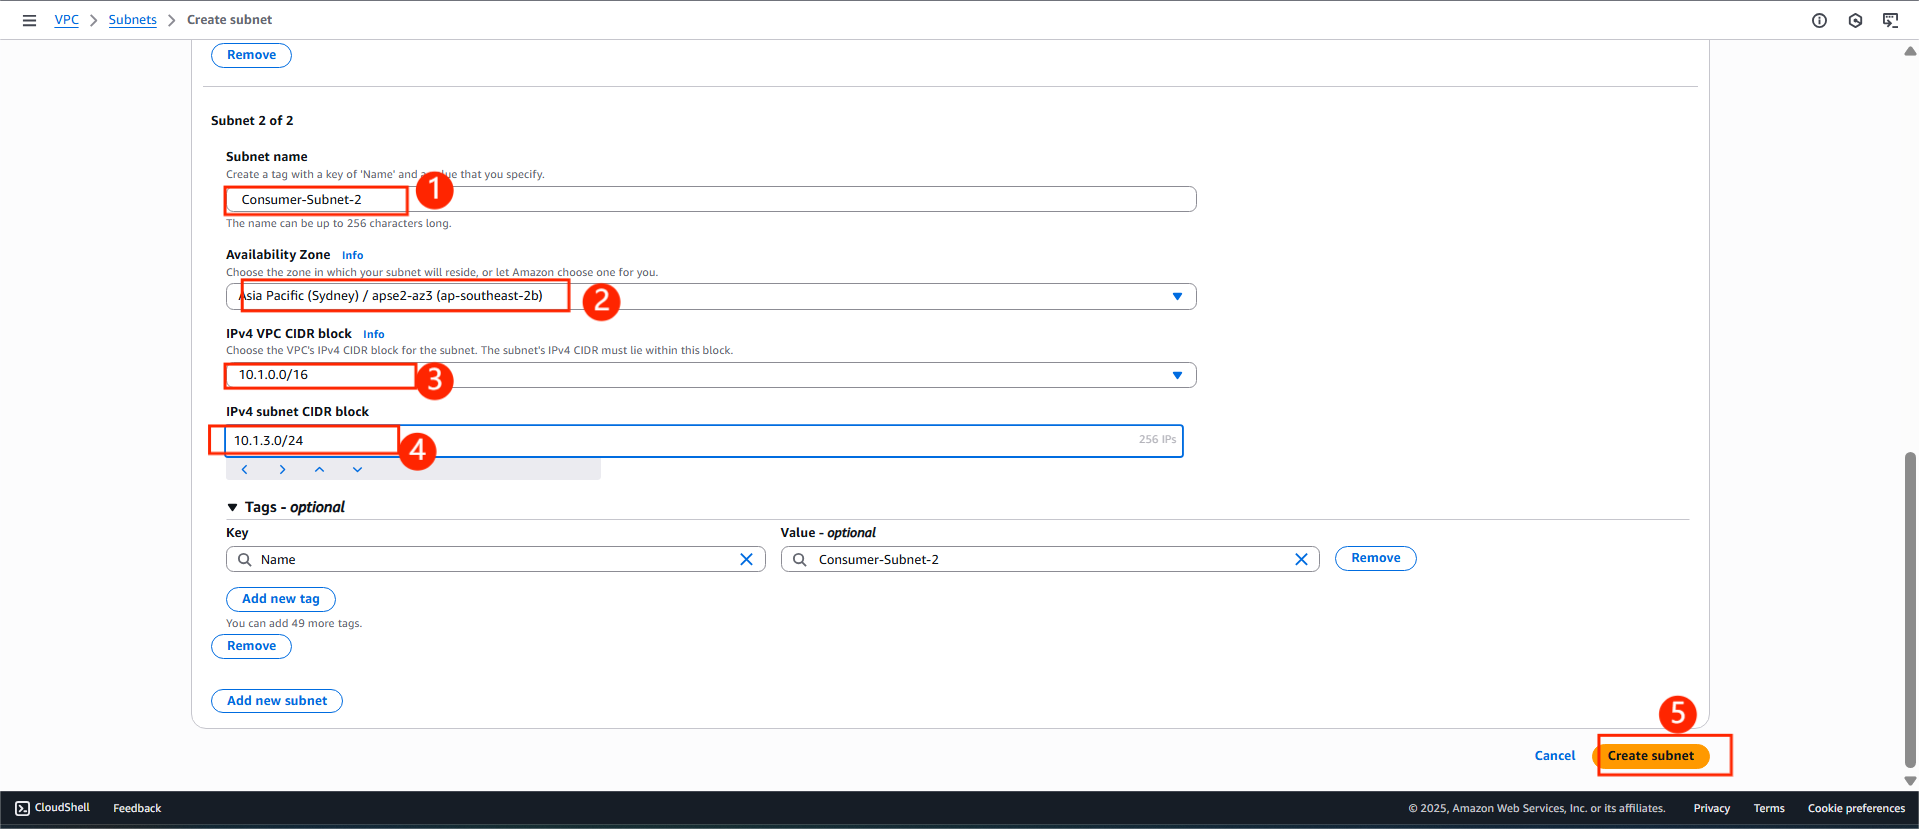 VPC > Subnets > Create subnet
Remove
Subnet 2 of 2
Subnet name
Create a tag with a key of 'Name' and a value that you specify.
Consumer-Subnet-2
1
The name can be up to 256 characters long.
Availability Zone Info
Choose the zone in which your subnet will reside, or let Amazon choose one for you.
Asia Pacific (Sydney) / apse2-az3 (ap-southeast-2b)
2
IPv4 VPC CIDR block Info
Choose the VPC's IPv4 CIDR block for the subnet. The subnet's IPv4 CIDR must lie within this block.
10.1.0.0/16
3
IPv4 subnet CIDR block
10.1.3.0/24
256 IPs
4
Tags - optional
Key
Value - optional
Name
Consumer-Subnet-2
Remove
Add new tag
You can add 49 more tags.
Remove
Add new subnet
5
Cancel
Create subnet
CloudShell
Feedback
© 2025, Amazon Web Services, Inc. or its affiliates.
Privacy
Terms
Cookie preferences